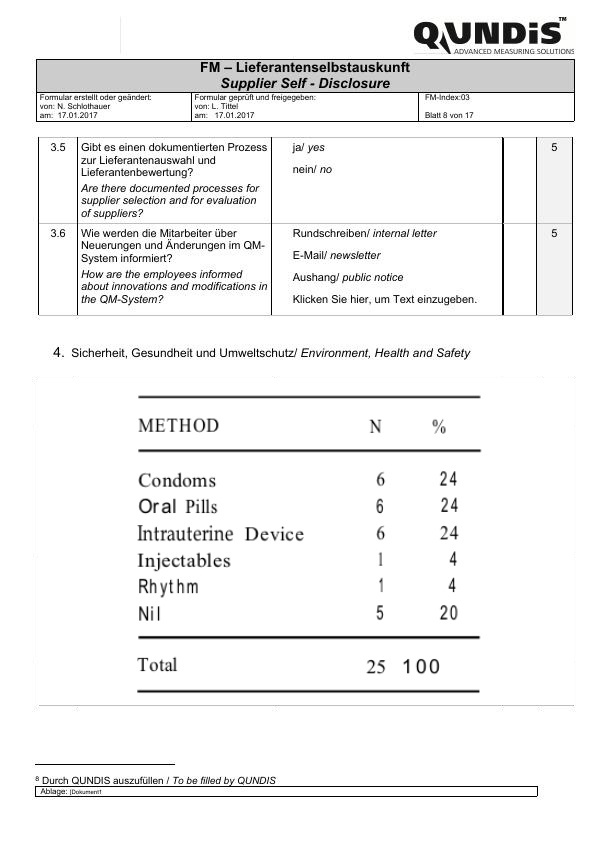 QUNDIS™
ADVANCED MEASURING SOLUTIONS
FM – Lieferantenselbstauskunft
Supplier Self - Disclosure
Formular erstellt oder geändert:
von: N. Schlothauer
am: 17.01.2017
Formular geprüft und freigegeben:
von: L. Tittel
am: 17.01.2017
FM-Index:03
Blatt 8 von 17
3.5
Gibt es einen dokumentierten Prozess
zur Lieferantenauswahl und
Lieferantenbewertung?
Are there documented processes for
supplier selection and for evaluation
of suppliers?
ja/ yes
nein/ no
5
3.6
Wie werden die Mitarbeiter über
Neuerungen und Änderungen im QM-
System informiert?
How are the employees informed
about innovations and modifications in
the QM-System?
Rundschreiben/ internal letter
E-Mail/ newsletter
Aushang/ public notice
Klicken Sie hier, um Text einzugeben.
5
4. Sicherheit, Gesundheit und Umweltschutz/ Environment, Health and Safety
METHOD N %
Condoms 6 24
Oral Pills 6 24
Intrauterine Device 6 24
Injectables 1 4
Rhythm 1 4
Nil 5 20
Total 25 100
8 Durch QUNDIS auszufüllen / To be filled by QUNDIS
Ablage: [Dokument1